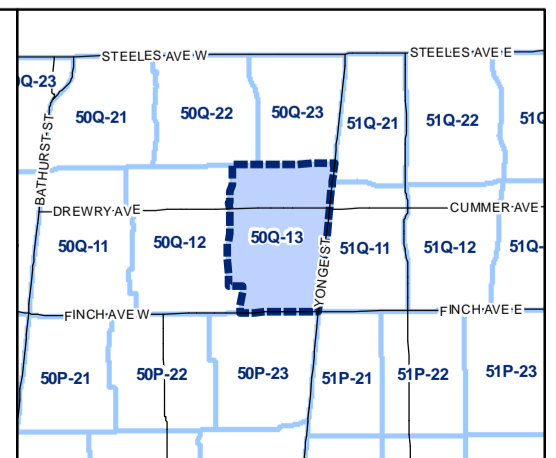 STEELES AVE W
STEELES AVE E
Q-23
50Q-21
50Q-22
50Q-23
51Q-21
51Q-22
51Q
BATHURST ST
DREWRY AVE
CUMMER AVE
50Q-11
50Q-12
50Q-13
51Q-11
51Q-12
51Q-
YONGE ST
FINCH AVE W
FINCH AVE E
50P-21
50P-22
50P-23
51P-21
51P-22
51P-23